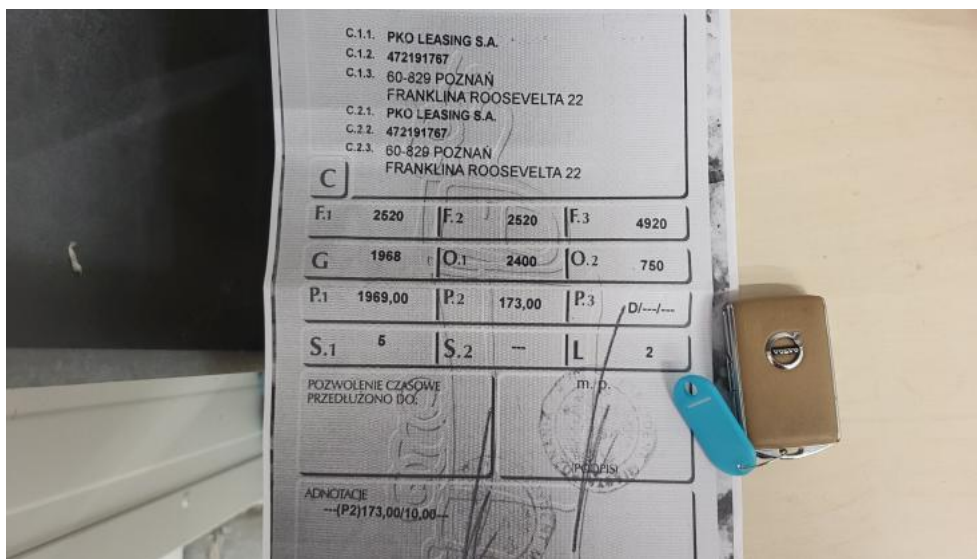 C.1.1. PKO LEASING S.A.
C.1.2. 472191767
C.1.3. 60-829 POZNAŃ
FRANKLINA ROOSEVELTA 22
C.2.1. PKO LEASING S.A.
C.2.2. 472191767
C.2.3. 60-829 POZNAŃ
FRANKLINA ROOSEVELTA 22
C
F.1 2520 F.2 2520 F.3 4920
G 1968 O.1 2400 O.2 750
P.1 1969,00 P.2 173,00 P.3 D/---/---
S.1 5 S.2 --- L 2
POZWOLENIE CZASOWE m. p.
PRZEDŁUŻONO DO:
(PODPIS)
ADNOTACJE
---(P2)173,00/10,00---
VOLVO